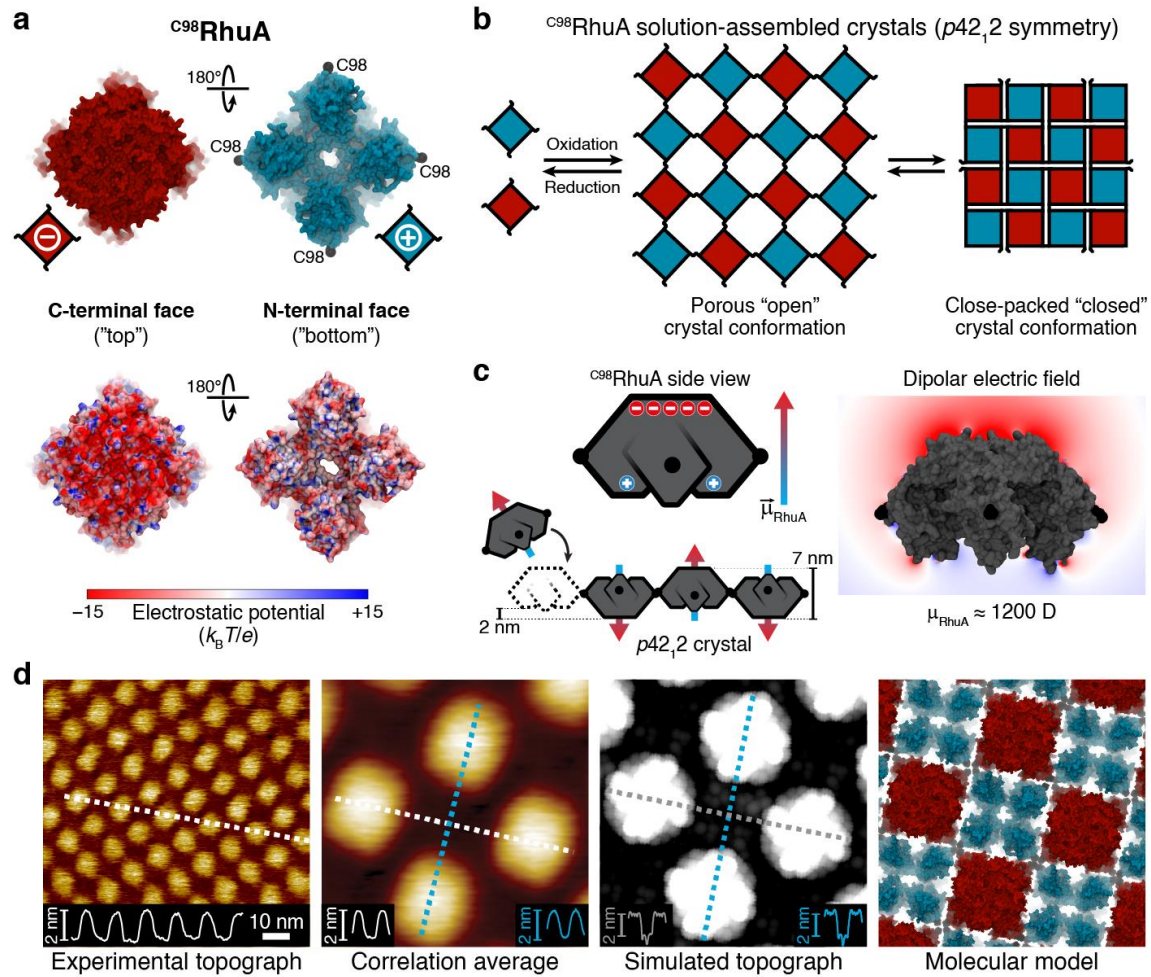 a
C98RhuA
180°
C98
C98
C98
C98
−
+
C-terminal face
("top")
N-terminal face
("bottom")
180°
−15
Electrostatic potential
+15
(kBT/e)
b
C98RhuA solution-assembled crystals (p4212 symmetry)
Oxidation
Reduction
Porous "open"
crystal conformation
Close-packed "closed"
crystal conformation
c
C98RhuA side view
− − − − −
+ +
μRhuA
7 nm
2 nm
p4212 crystal
Dipolar electric field
μRhuA ≈ 1200 D
d
2 nm
10 nm
2 nm
2 nm
2 nm
2 nm
Experimental topograph
Correlation average
Simulated topograph
Molecular model